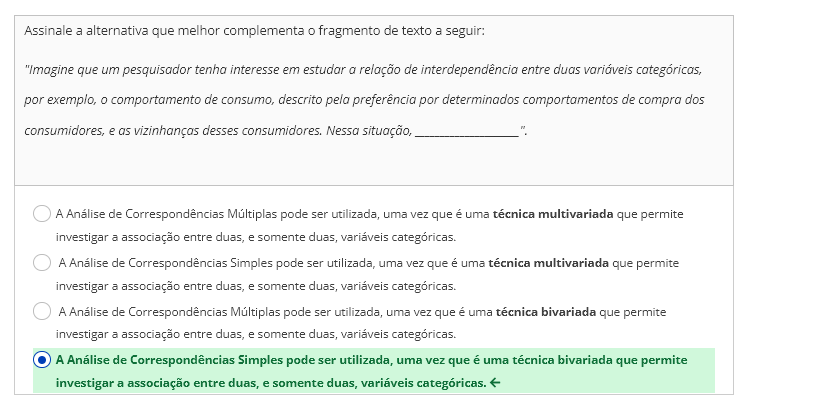 Assinale a alternativa que melhor complementa o fragmento de texto a seguir:
"Imagine que um pesquisador tenha interesse em estudar a relação de interdependência entre duas variáveis categóricas,
por exemplo, o comportamento de consumo, descrito pela preferência por determinados comportamentos de compra dos
consumidores, e as vizinhanças desses consumidores. Nessa situação, ____________________".
A Análise de Correspondências Múltiplas pode ser utilizada, uma vez que é uma técnica multivariada que permite
investigar a associação entre duas, e somente duas, variáveis categóricas.
A Análise de Correspondências Simples pode ser utilizada, uma vez que é uma técnica multivariada que permite
investigar a associação entre duas, e somente duas, variáveis categóricas.
A Análise de Correspondências Múltiplas pode ser utilizada, uma vez que é uma técnica bivariada que permite
investigar a associação entre duas, e somente duas, variáveis categóricas.
A Análise de Correspondências Simples pode ser utilizada, uma vez que é uma técnica bivariada que permite
investigar a associação entre duas, e somente duas, variáveis categóricas. ←